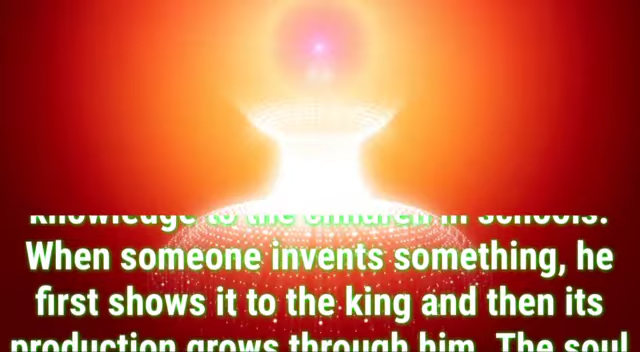 knowledge to the children in schools.
When someone invents something, he
first shows it to the king and then its
production grows through him. The soul